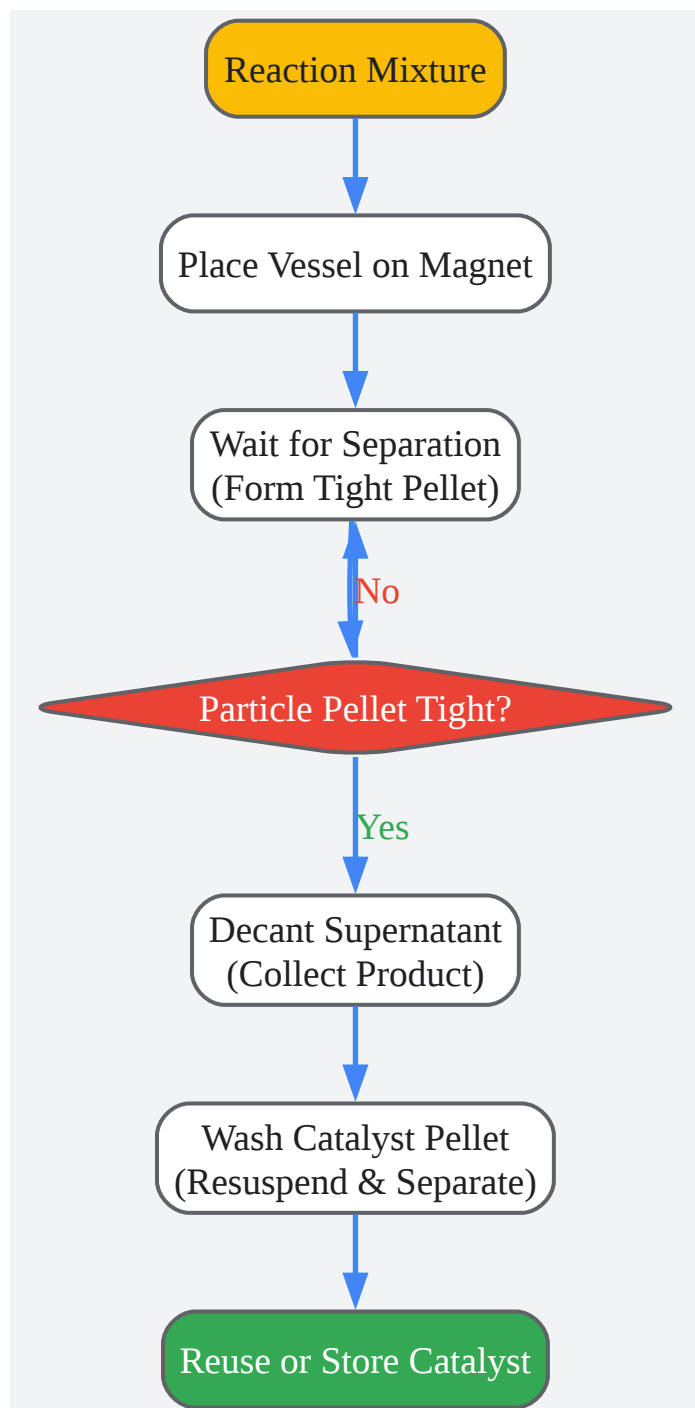 Reaction Mixture
Place Vessel on Magnet
Wait for Separation
(Form Tight Pellet)
No
Particle Pellet Tight?
Yes
Decant Supernatant
(Collect Product)
Wash Catalyst Pellet
(Resuspend & Separate)
Reuse or Store Catalyst